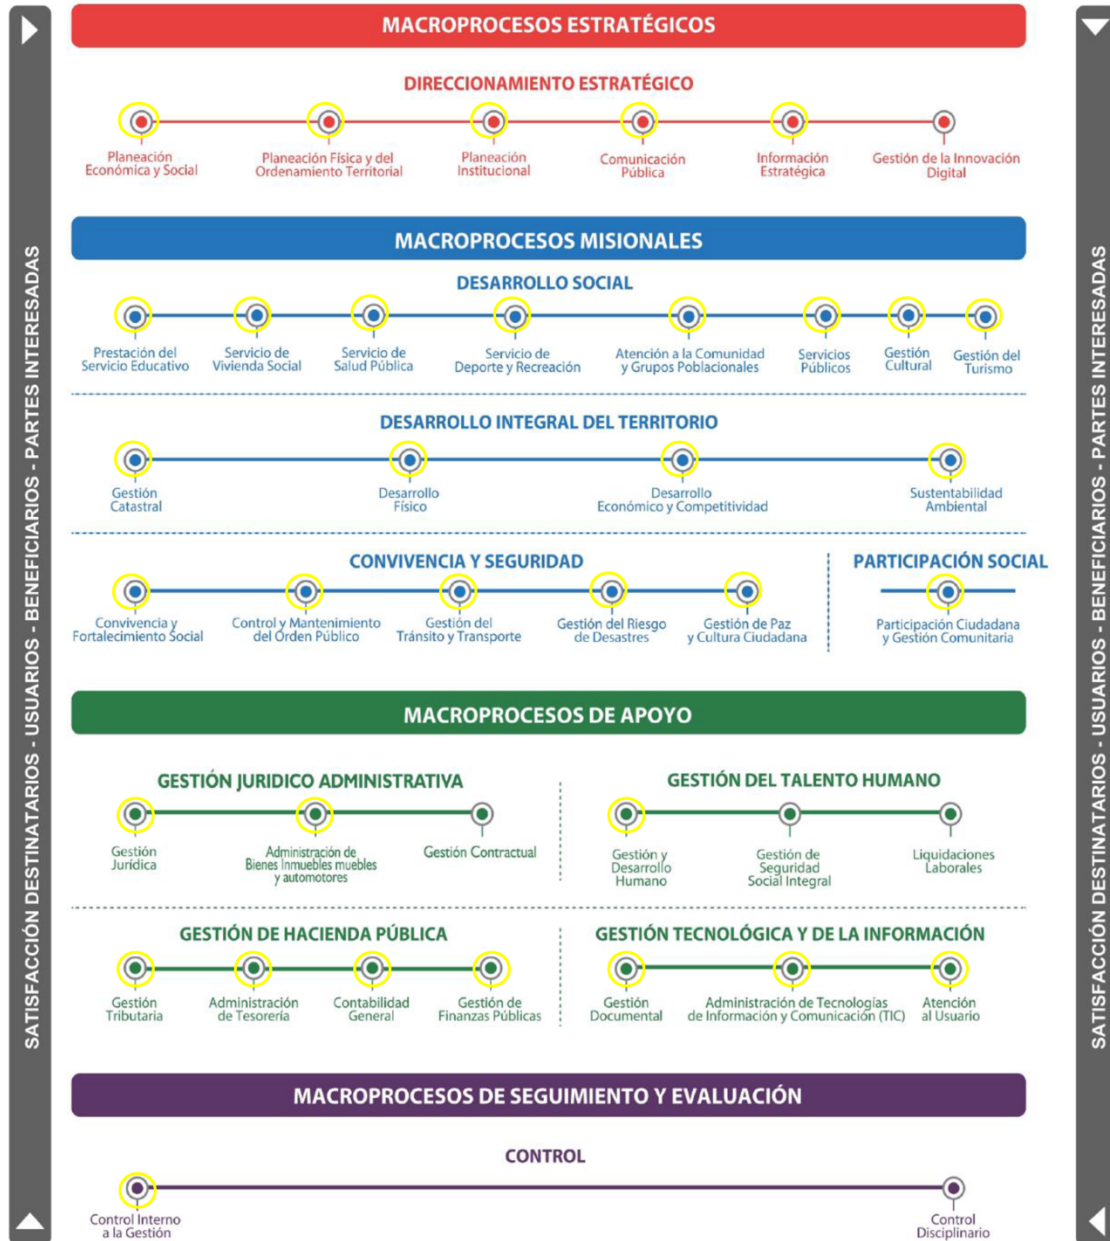 SATISFACCIÓN DESTINATARIOS - USUARIOS - BENEFICIARIOS - PARTES INTERESADAS
MACROPROCESOS ESTRATÉGICOS
DIRECCIONAMIENTO ESTRATÉGICO
Planeación
Económica y Social
Planeación Física y del
Ordenamiento Territorial
Planeación
Institucional
Comunicación
Pública
Información
Estratégica
Gestión de la Innovación
Digital
MACROPROCESOS MISIONALES
DESARROLLO SOCIAL
Prestación del
Servicio Educativo
Servicio de
Vivienda Social
Servicio de
Salud Pública
Servicio de
Deporte y Recreación
Atención a la Comunidad
y Grupos Poblacionales
Servicios
Públicos
Gestión
Cultural
Gestión del
Turismo
DESARROLLO INTEGRAL DEL TERRITORIO
Gestión
Catastral
Desarrollo
Físico
Desarrollo
Económico y Competitividad
Sustentabilidad
Ambiental
CONVIVENCIA Y SEGURIDAD
Convivencia y
Fortalecimiento Social
Control y Mantenimiento
del Orden Público
Gestión del
Tránsito y Transporte
Gestión del Riesgo
de Desastres
Gestión de Paz
y Cultura Ciudadana
PARTICIPACIÓN SOCIAL
Participación Ciudadana
y Gestión Comunitaria
MACROPROCESOS DE APOYO
GESTIÓN JURIDICO ADMINISTRATIVA
Gestión
Jurídica
Administración de
Bienes Inmuebles muebles
y automotores
Gestión Contractual
GESTIÓN DEL TALENTO HUMANO
Gestión y
Desarrollo
Humano
Gestión de
Seguridad
Social Integral
Liquidaciones
Laborales
GESTIÓN DE HACIENDA PÚBLICA
Gestión
Tributaria
Administración
de Tesorería
Contabilidad
General
Gestión de
Finanzas Públicas
GESTIÓN TECNOLÓGICA Y DE LA INFORMACIÓN
Gestión
Documental
Administración de Tecnologías
de Información y Comunicación (TIC)
Atención
al Usuario
MACROPROCESOS DE SEGUIMIENTO Y EVALUACIÓN
CONTROL
Control Interno
a la Gestión
Control
Disciplinario
SATISFACCIÓN DESTINATARIOS - USUARIOS - BENEFICIARIOS - PARTES INTERESADAS